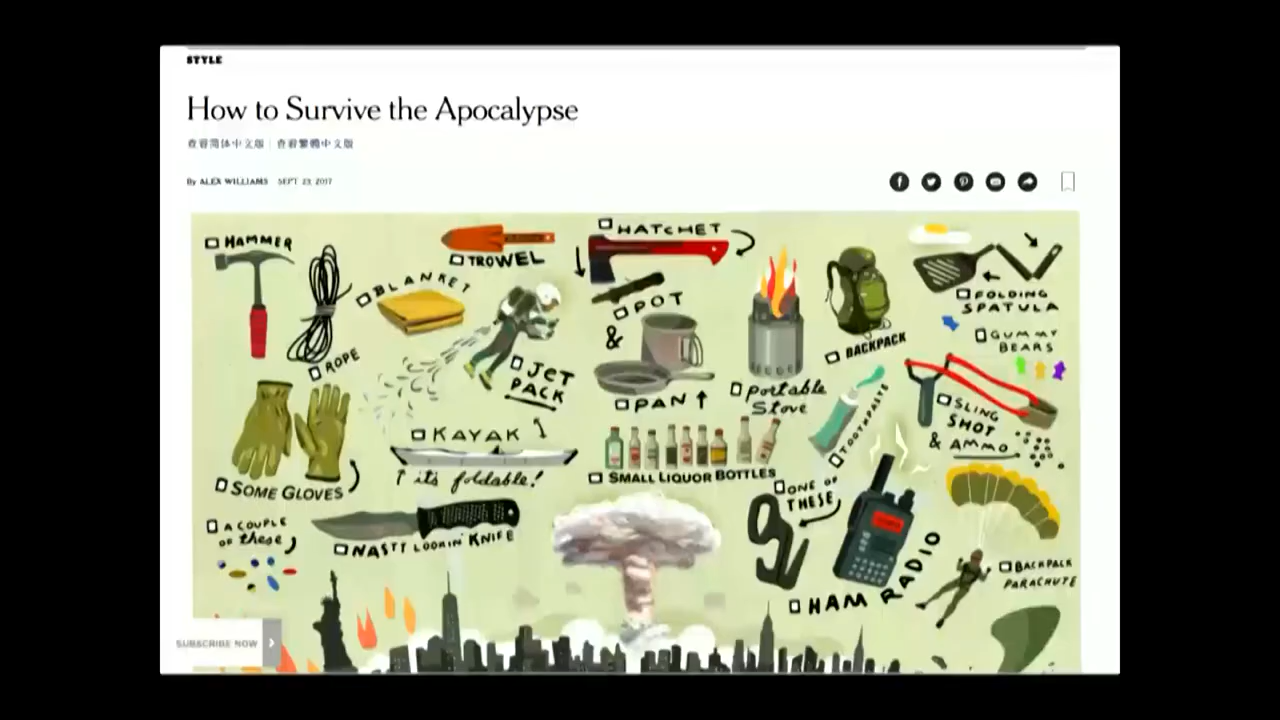 STYLE
How to Survive the Apocalypse
查看简体中文版 | 查看繁體中文版
By ALEX WILLIAMS SEPT. 23, 2017
HAMMER
ROPE
BLANKET
TROWEL
HATCHET
JET
PACK
POT
&
PAN
PORTABLE
STOVE
BACKPACK
FOLDING
SPATULA
GUMMY
BEARS
SLING
SHOT
& AMMO
TOOTHPASTE
SOME GLOVES
KAYAK
it's foldable!
SMALL LIQUOR BOTTLES
A COUPLE
OF these
NASTY LOOKIN' KNIFE
ONE OF
THESE
HAM RADIO
BACKPACK
PARACHUTE
SUBSCRIBE NOW